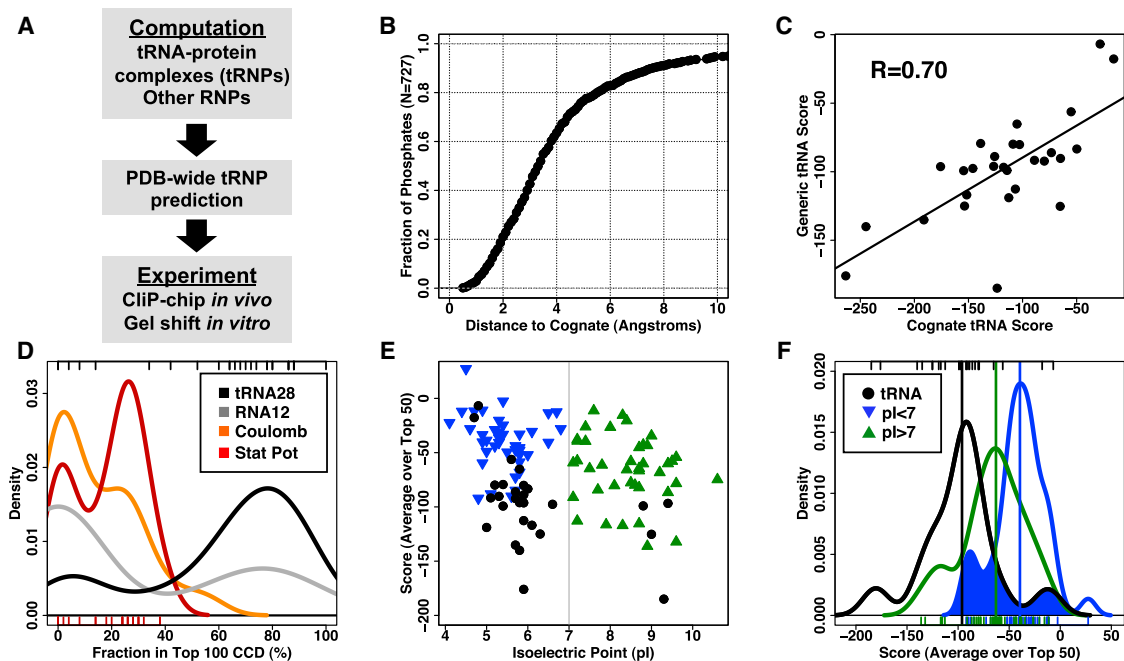 A
Computation
tRNA-protein
complexes (tRNPs)
Other RNPs
PDB-wide tRNP
prediction
Experiment
CliP-chip in vivo
Gel shift in vitro
B
Fraction of Phosphates (N=727)
0.0 0.2 0.4 0.6 0.8 1.0
0 2 4 6 8 10
Distance to Cognate (Angstroms)
C
R=0.70
Generic tRNA Score
0 −50 −100 −150
−250 −200 −150 −100 −50
Cognate tRNA Score
D
tRNA28
RNA12
Coulomb
Stat Pot
Density
0.00 0.01 0.02 0.03
0 20 40 60 80 100
Fraction in Top 100 CCD (%)
E
Score (Average over Top 50)
0 −50 −100 −150 −200
4 5 6 7 8 9 10
Isoelectric Point (pI)
F
tRNA
pI<7
pI>7
Density
0.000 0.005 0.010 0.015 0.020
−200 −150 −100 −50 0 50
Score (Average over Top 50)